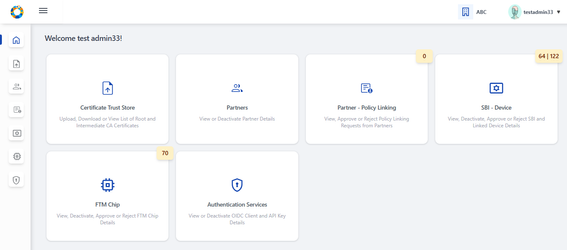 ABC
testadmin33
Welcome test admin33!
Certificate Trust Store
Upload, Download or View List of Root and
Intermediate CA Certificates
Partners
View or Deactivate Partner Details
0
Partner - Policy Linking
View, Approve or Reject Policy Linking
Requests from Partners
64 | 122
SBI - Device
View, Deactivate, Approve or Reject SBI and
Linked Device Details
70
FTM Chip
View, Deactivate, Approve or Reject FTM Chip
Details
Authentication Services
View or Deactivate OIDC Client and API Key
Details